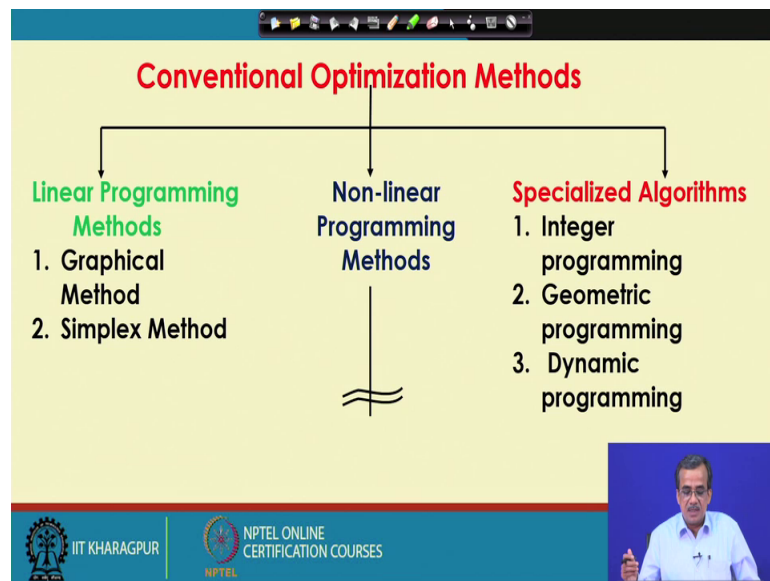 Conventional Optimization Methods
Linear Programming
Methods
1. Graphical
Method
2. Simplex Method
Non-linear
Programming
Methods
Specialized Algorithms
1. Integer
programming
2. Geometric
programming
3. Dynamic
programming
IIT KHARAGPUR
NPTEL
NPTEL ONLINE
CERTIFICATION COURSES